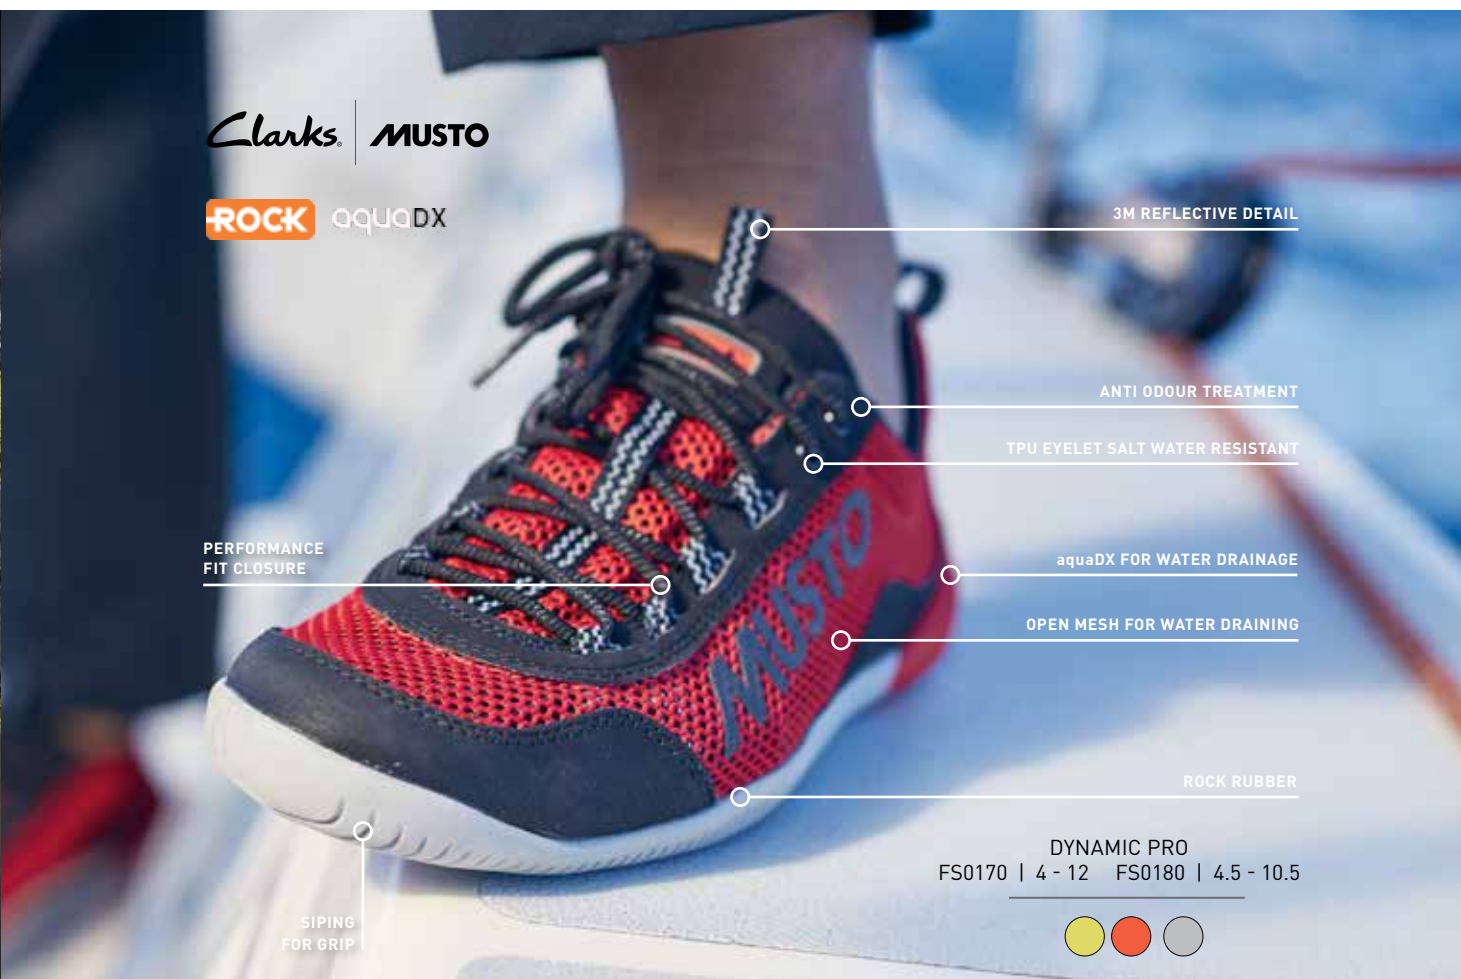 Clarks® | MUSTO
ROCK aquaDX
3M REFLECTIVE DETAIL
ANTI ODOUR TREATMENT
TPU EYELET SALT WATER RESISTANT
PERFORMANCE
FIT CLOSURE
aquaDX FOR WATER DRAINAGE
OPEN MESH FOR WATER DRAINING
MUSTO
ROCK RUBBER
DYNAMIC PRO
FS0170 | 4 - 12 FS0180 | 4.5 - 10.5
SIPING
FOR GRIP